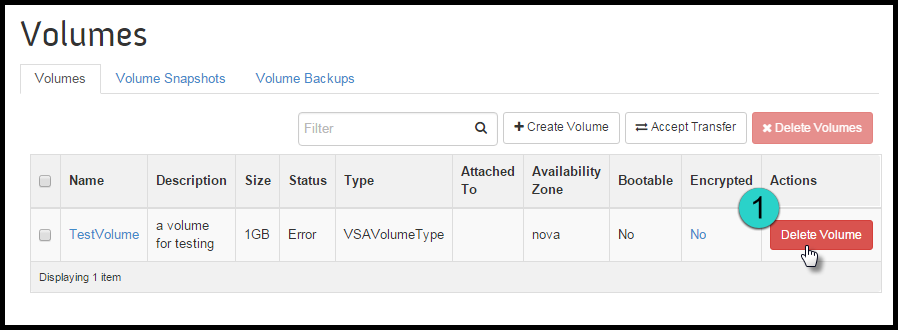 Volumes
Volumes Volume Snapshots Volume Backups
Filter Create Volume Accept Transfer Delete Volumes
Name Description Size Status Type Attached To Availability Zone Bootable Encrypted Actions
1
TestVolume a volume for testing 1GB Error VSAVolumeType nova No No Delete Volume
Displaying 1 item